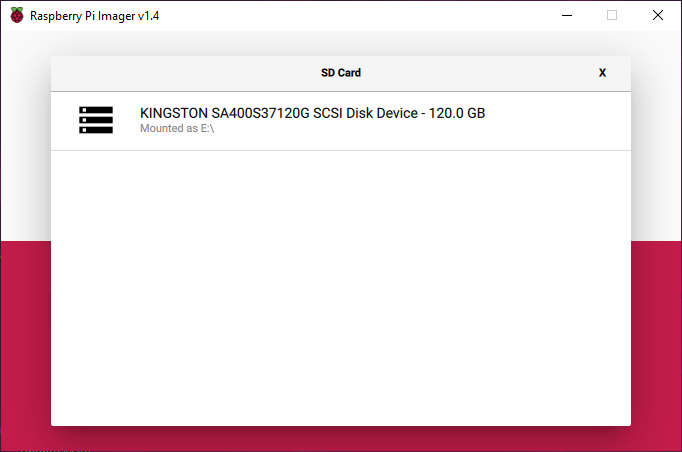 Raspberry Pi Imager v1.4
SD Card
X
KINGSTON SA400S37120G SCSI Disk Device - 120.0 GB
Mounted as E:\